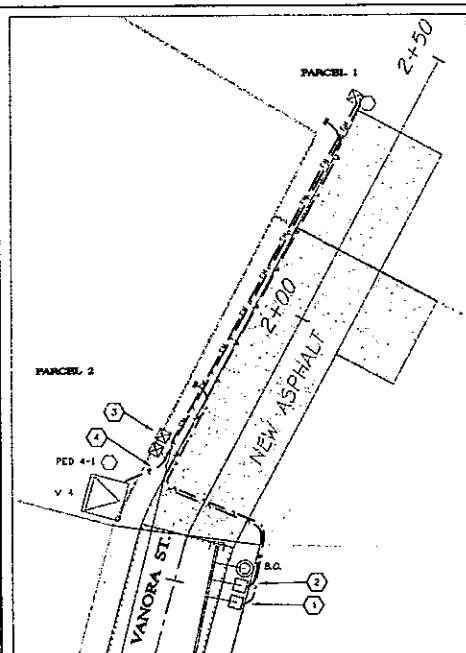 PARCEL 1
2+50
2+00
NEW ASPHALT
PARCEL 2
3
4
PED 4-1
V 4
VANORA ST.
B.O.
2
1